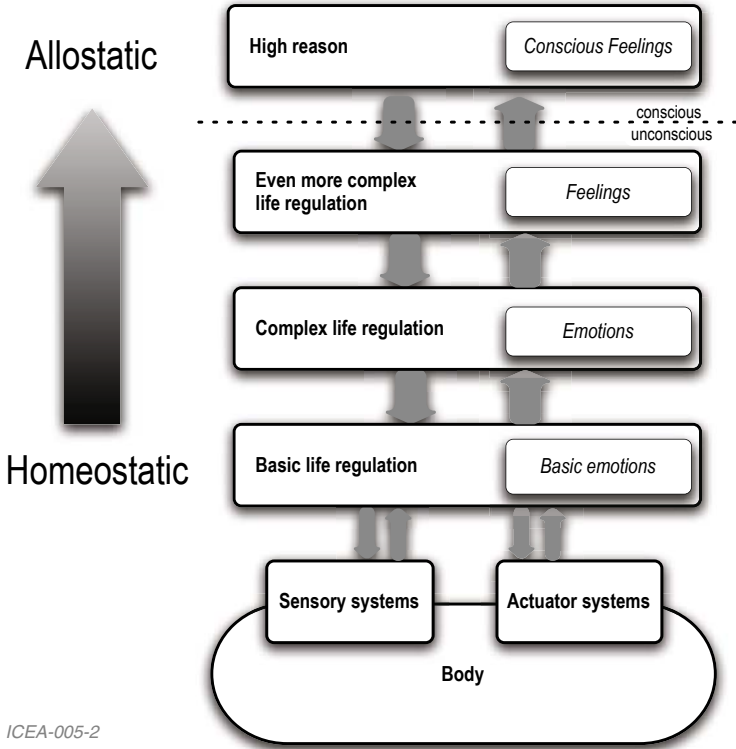 Allostatic
High reason
Conscious Feelings
conscious
unconscious
Even more complex
life regulation
Feelings
Complex life regulation
Emotions
Homeostatic
Basic life regulation
Basic emotions
Sensory systems
Actuator systems
Body
ICEA-005-2